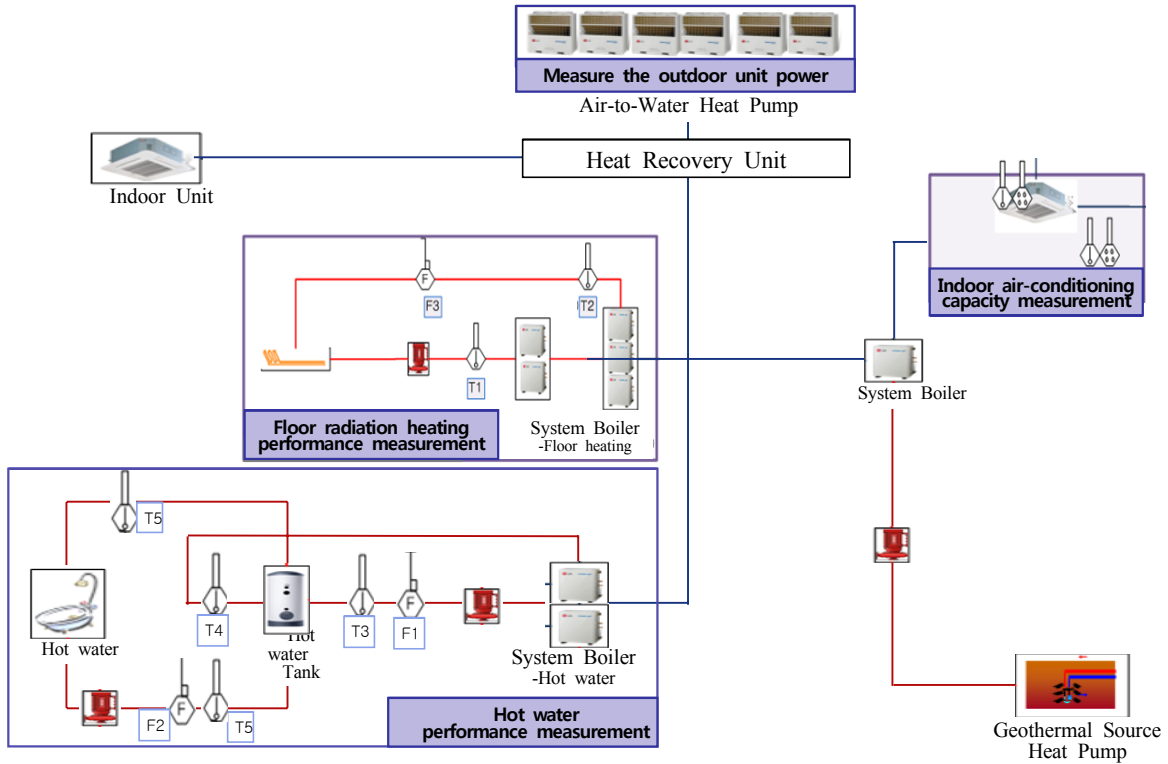 Measure the outdoor unit power
Air-to-Water Heat Pump
Heat Recovery Unit
Indoor Unit
Indoor air-conditioning
capacity measurement
F
F3
T2
T1
System Boiler
-Floor heating
Floor radiation heating
performance measurement
System Boiler
T5
T4
T3
F
F1
Hot water
Hot
water
Tank
System Boiler
-Hot water
F
F2
T5
Hot water
performance measurement
Geothermal Source
Heat Pump